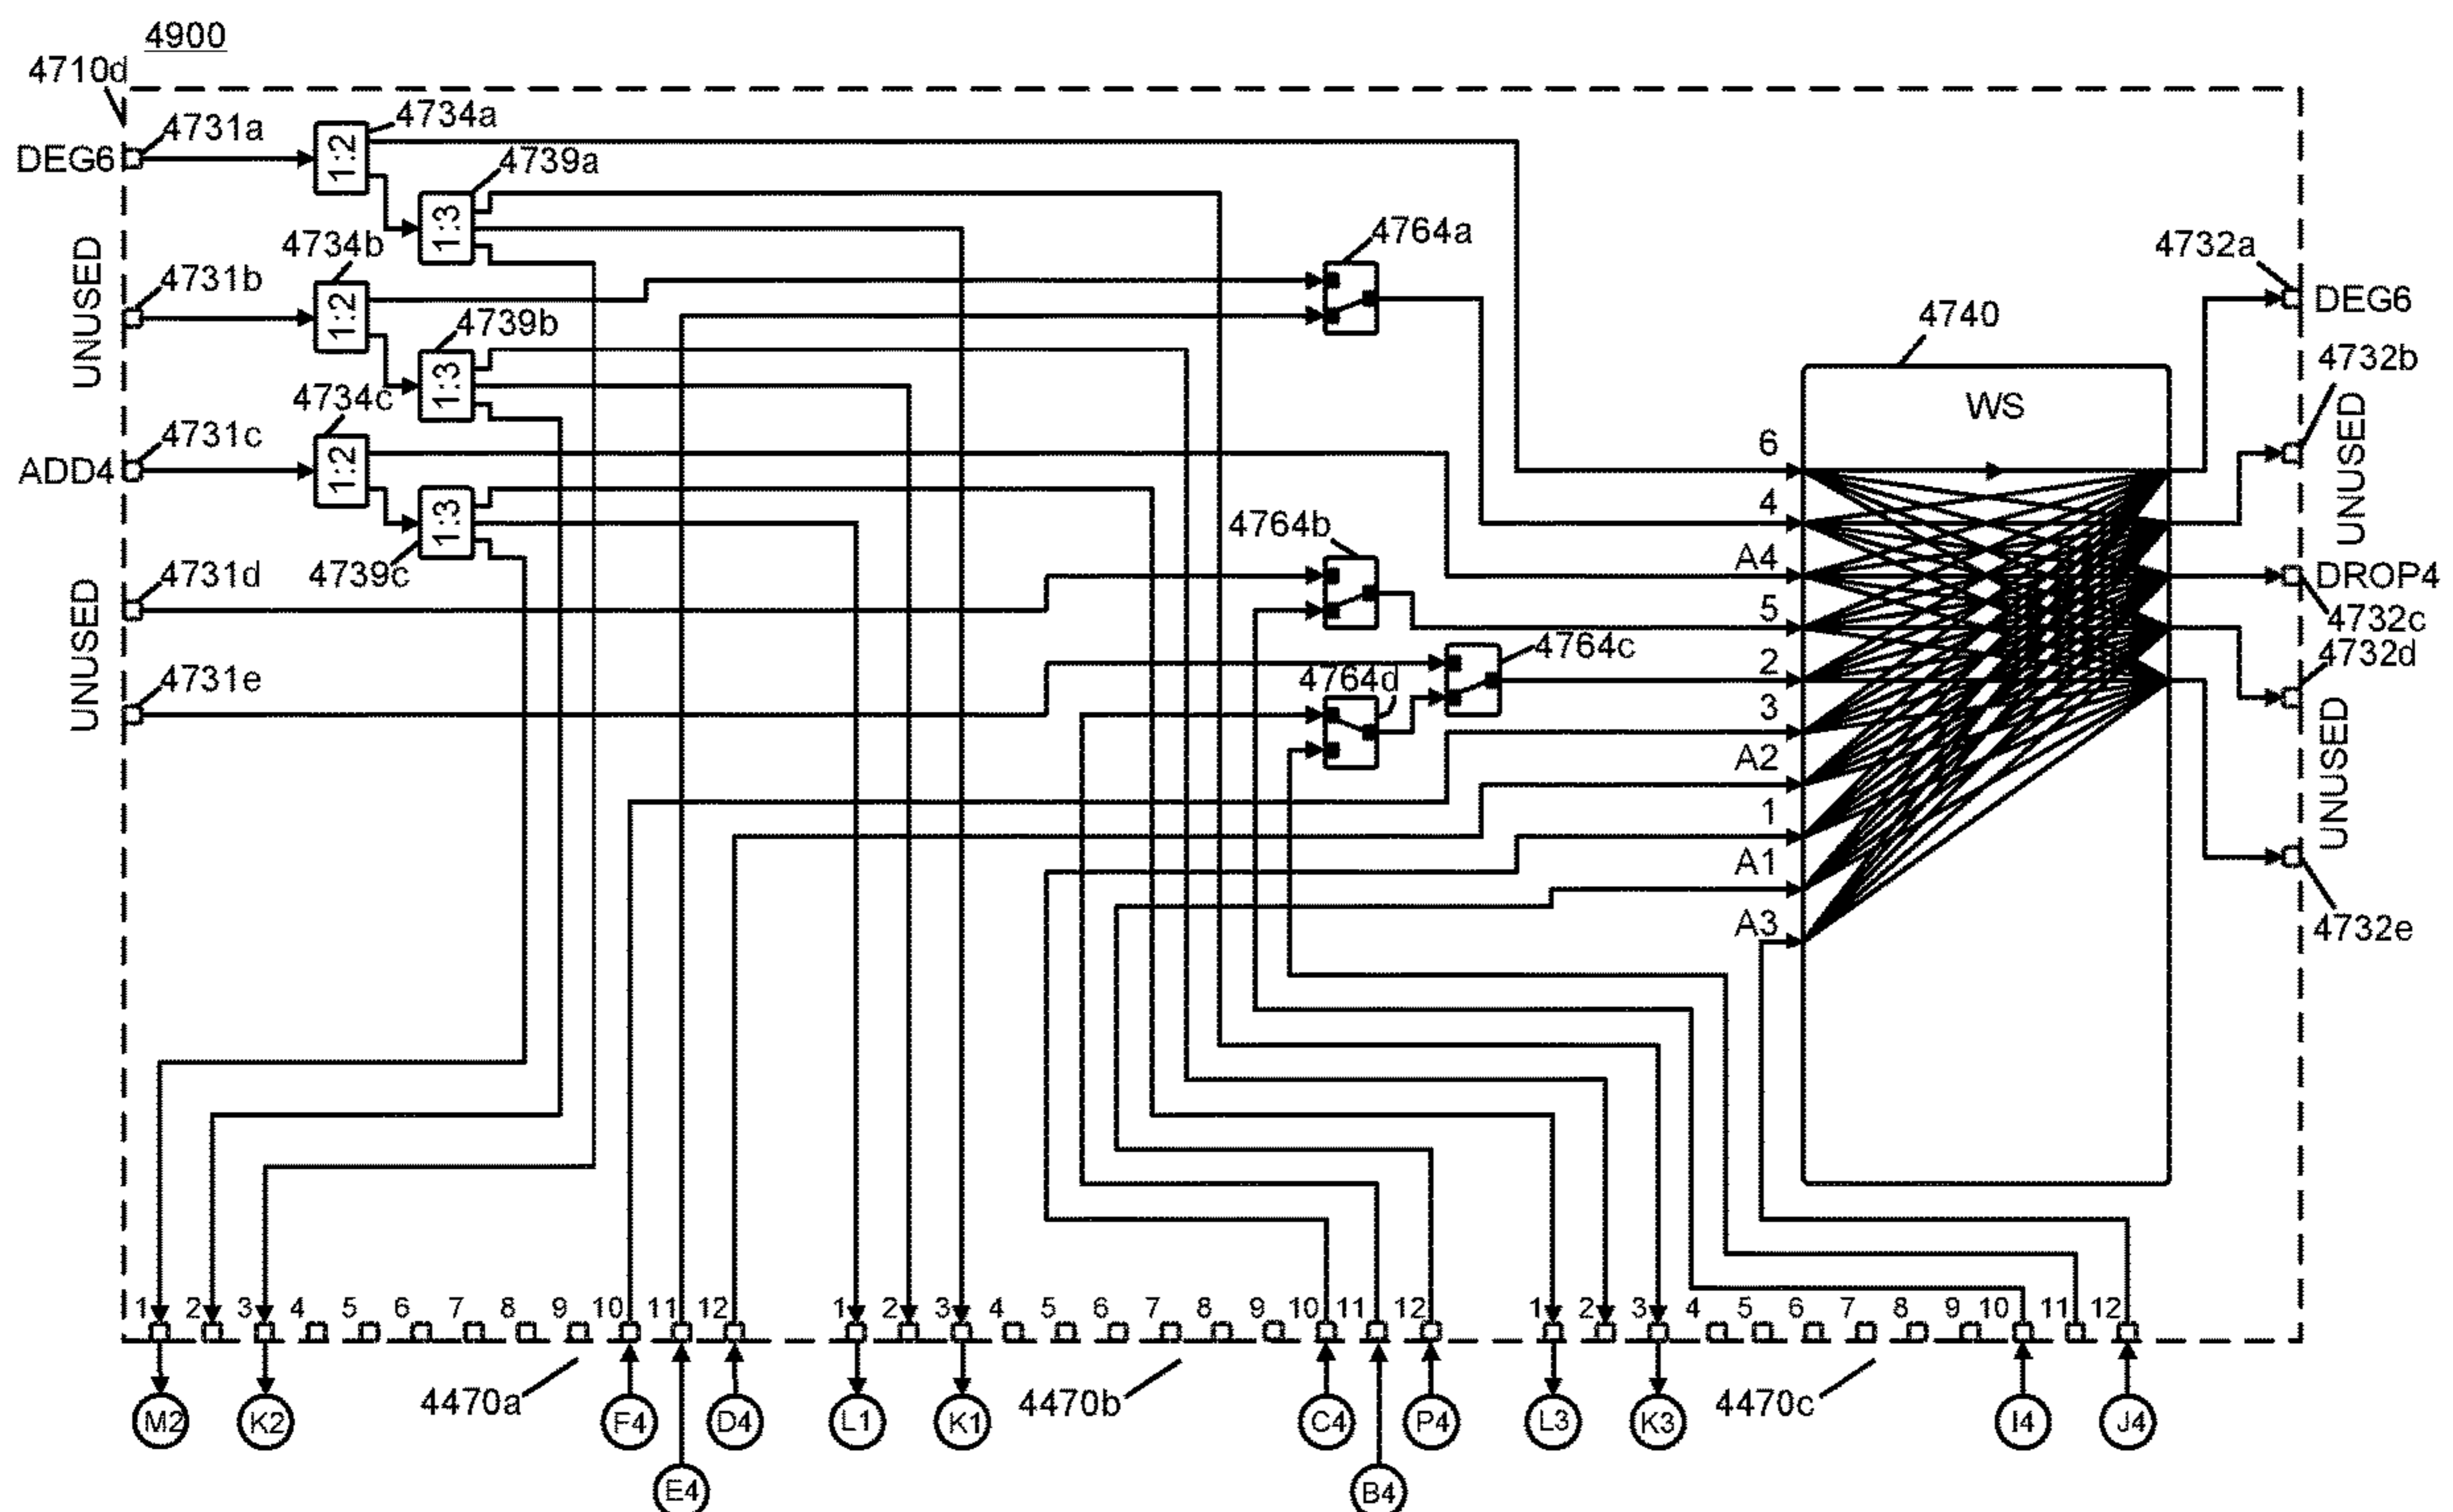 4900
4710d
4731a
4734a
DEG6
1:2
4739a
1:3
UNUSED
4734b
4731b
1:2
4739b
1:3
4764a
4732a
DEG6
4740
4732b
WS
UNUSED
4734c
4731c
ADD4
1:2
1:3
4739c
6
4
A4
5
2
3
A2
1
A1
A3
4764b
DROP4
4732c
4731d
UNUSED
4764c
4764d
4732d
4731e
UNUSED
4732e
1 2 3 4 5 6 7 8 9 10 11 12
1 2 3 4 5 6 7 8 9 10 11 12
1 2 3 4 5 6 7 8 9 10 11 12
4470a
4470b
4470c
M2
K2
F4
D4
L1
K1
C4
P4
L3
K3
I4
J4
E4
B4